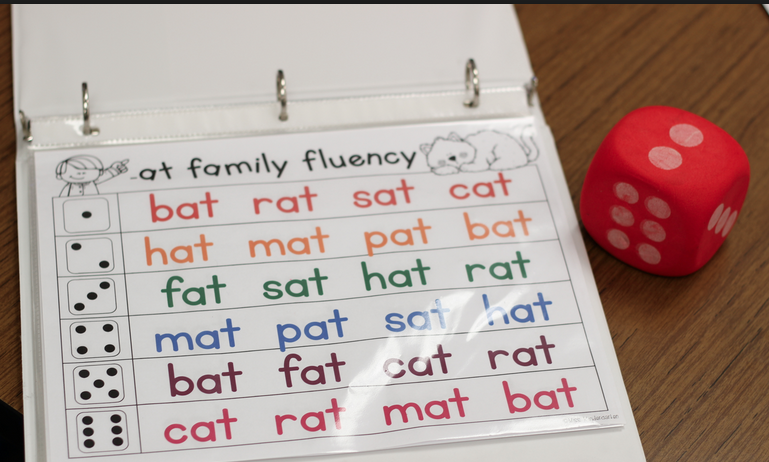 -at family fluency
bat rat sat cat
hat mat pat bat
fat sat hat rat
mat pat sat hat
bat fat cat rat
cat rat mat bat